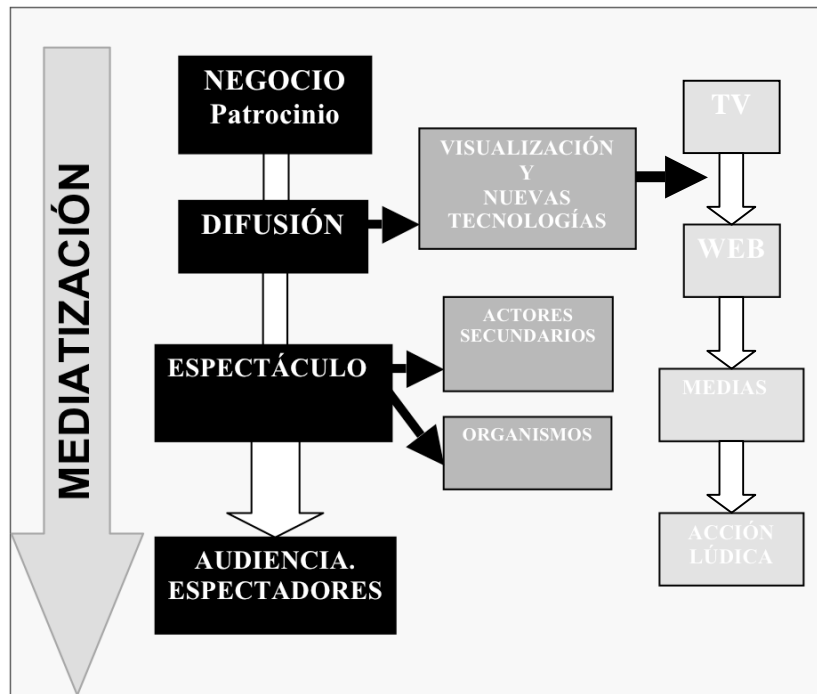 MEDIATIZACIÓN
NEGOCIO
Patrocinio
DIFUSIÓN
ESPECTÁCULO
AUDIENCIA.
ESPECTADORES
VISUALIZACIÓN
Y
NUEVAS
TECNOLOGÍAS
ACTORES
SECUNDARIOS
ORGANISMOS
TV
WEB
MEDIAS
ACCIÓN
LÚDICA